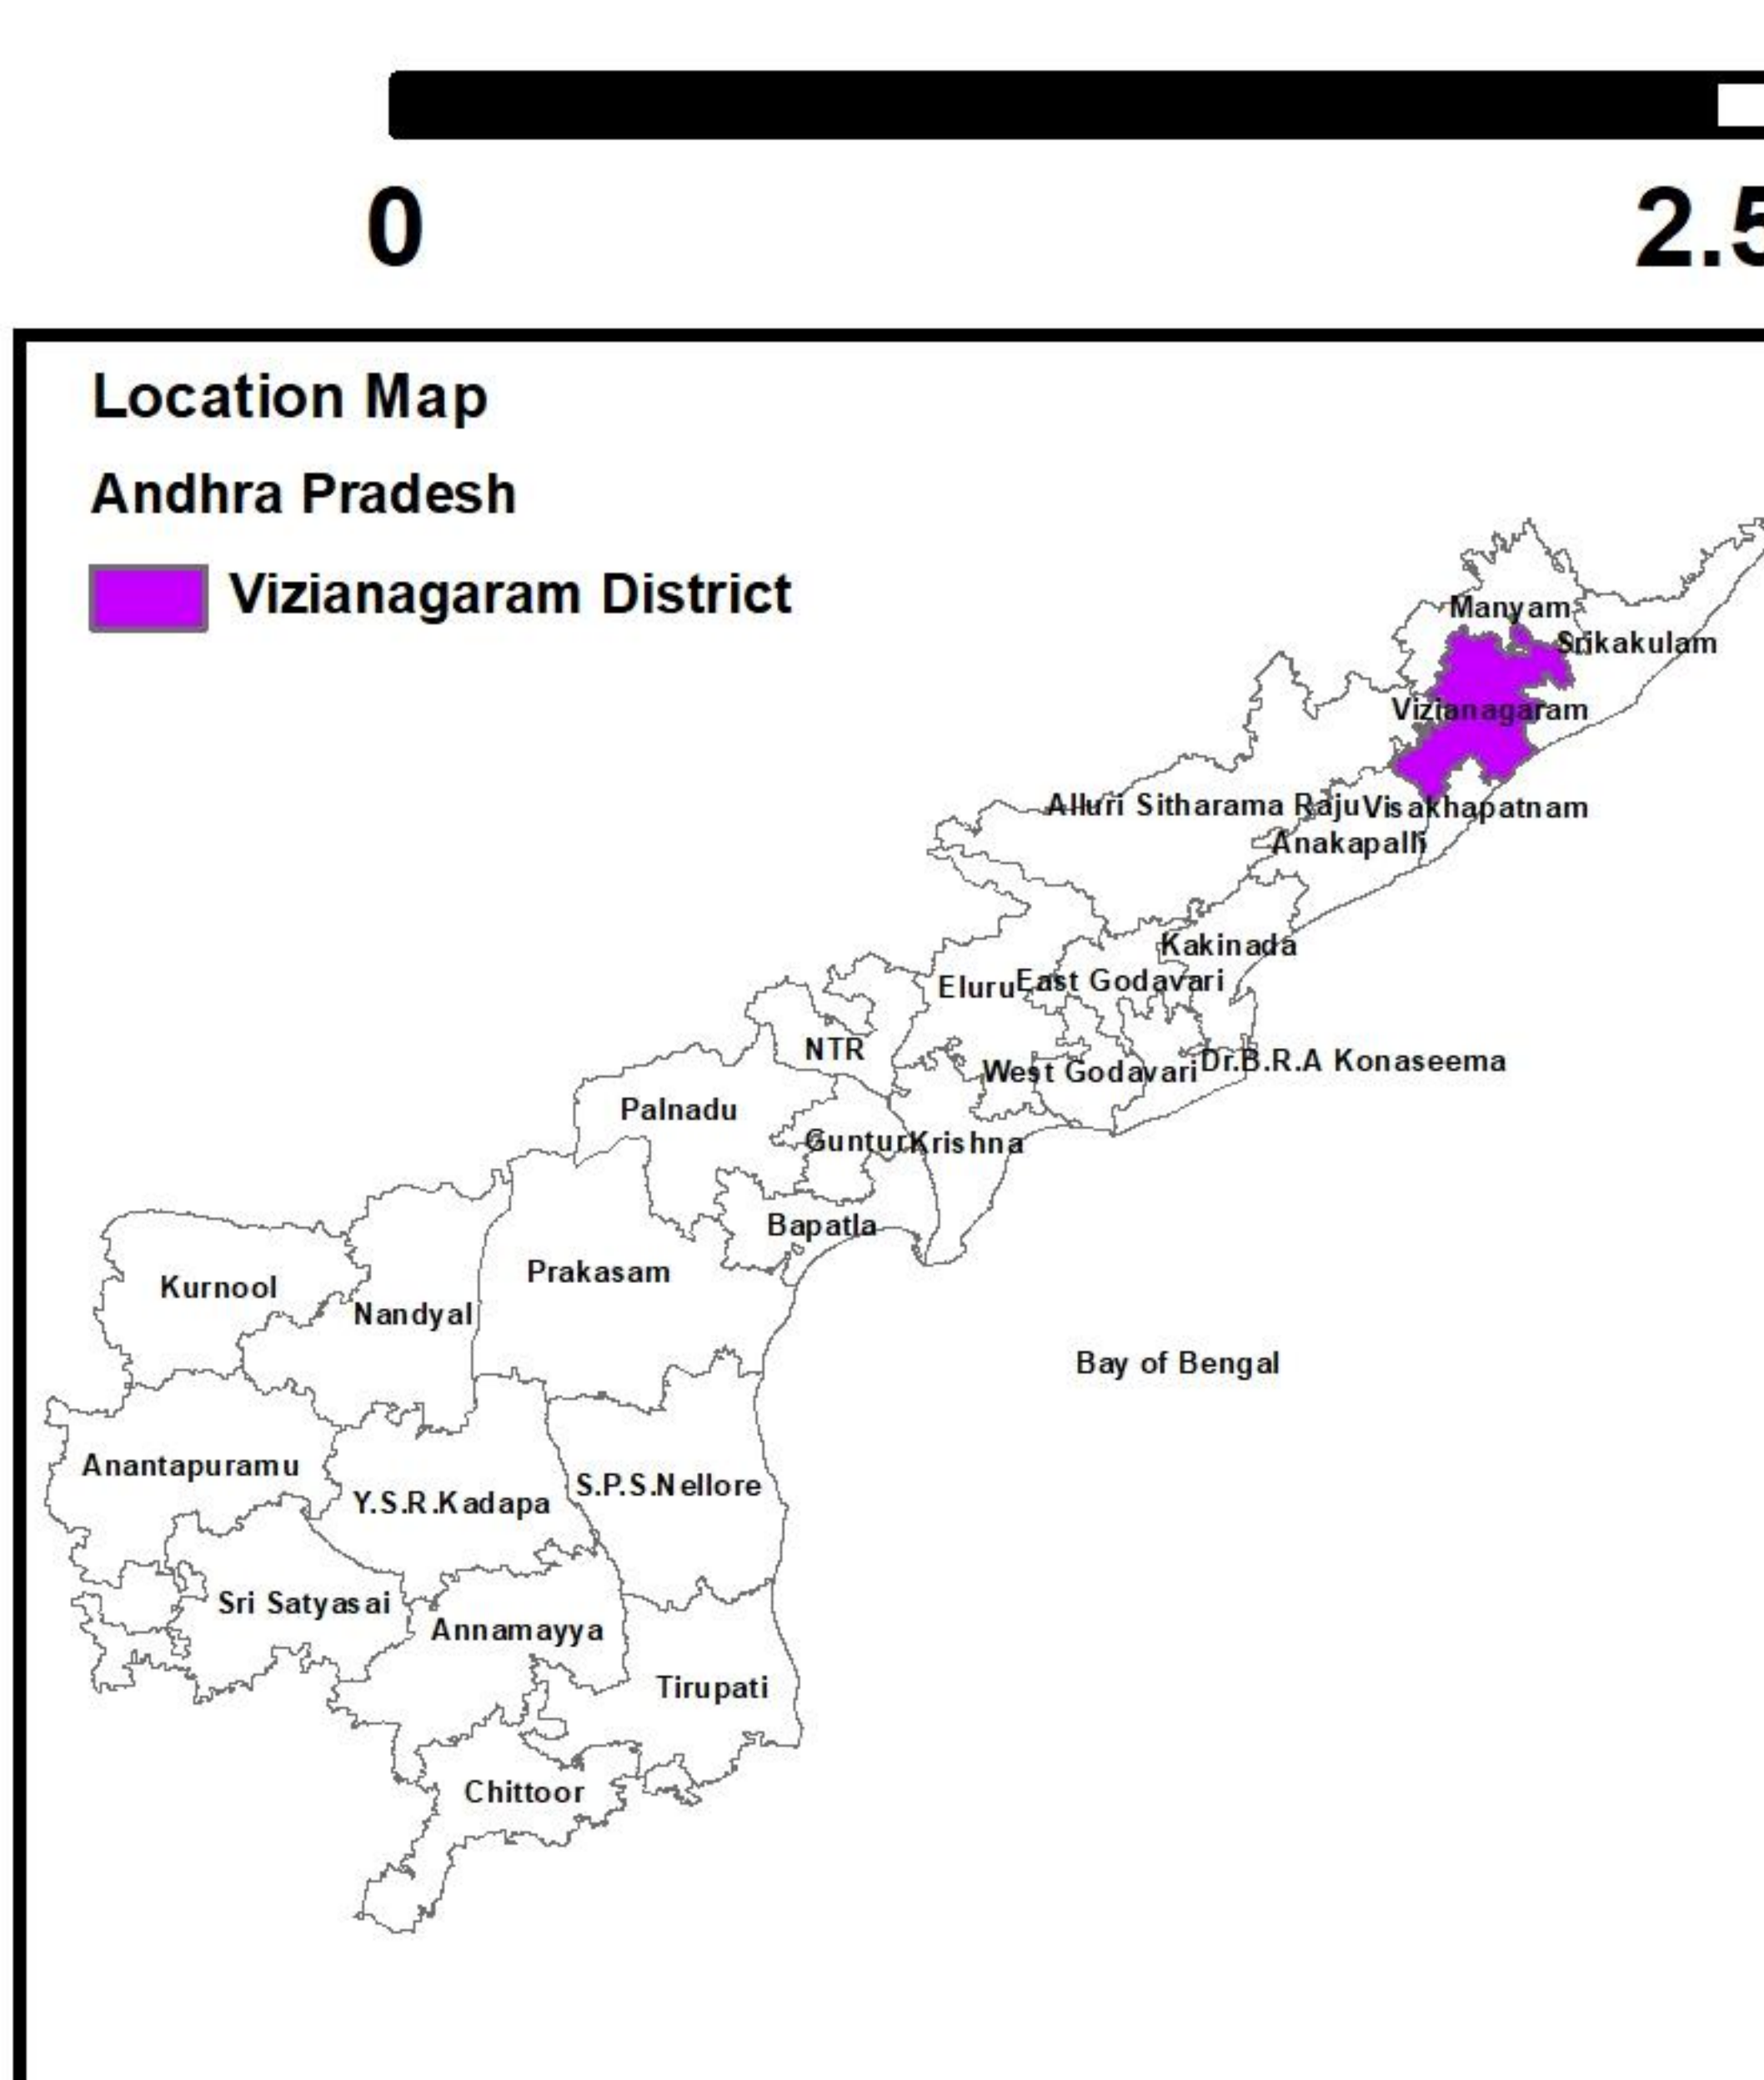 0
2.5
Location Map
Andhra Pradesh
Vizianagaram District
Manyam
Srikakulam
Vizianagaram
Alluri Sitharama Raju
Visakhapatnam
Anakapalli
Kakinada
East Godavari
Eluru
NTR
Dr.B.R.A Konaseema
West Godavari
Palnadu
Guntur
Krishna
Bapatla
Prakasam
Kurnool
Nandyal
Bay of Bengal
Anantapuramu
S.P.S.Nellore
Y.S.R.Kadapa
Sri Satyasai
Annamayya
Tirupati
Chittoor